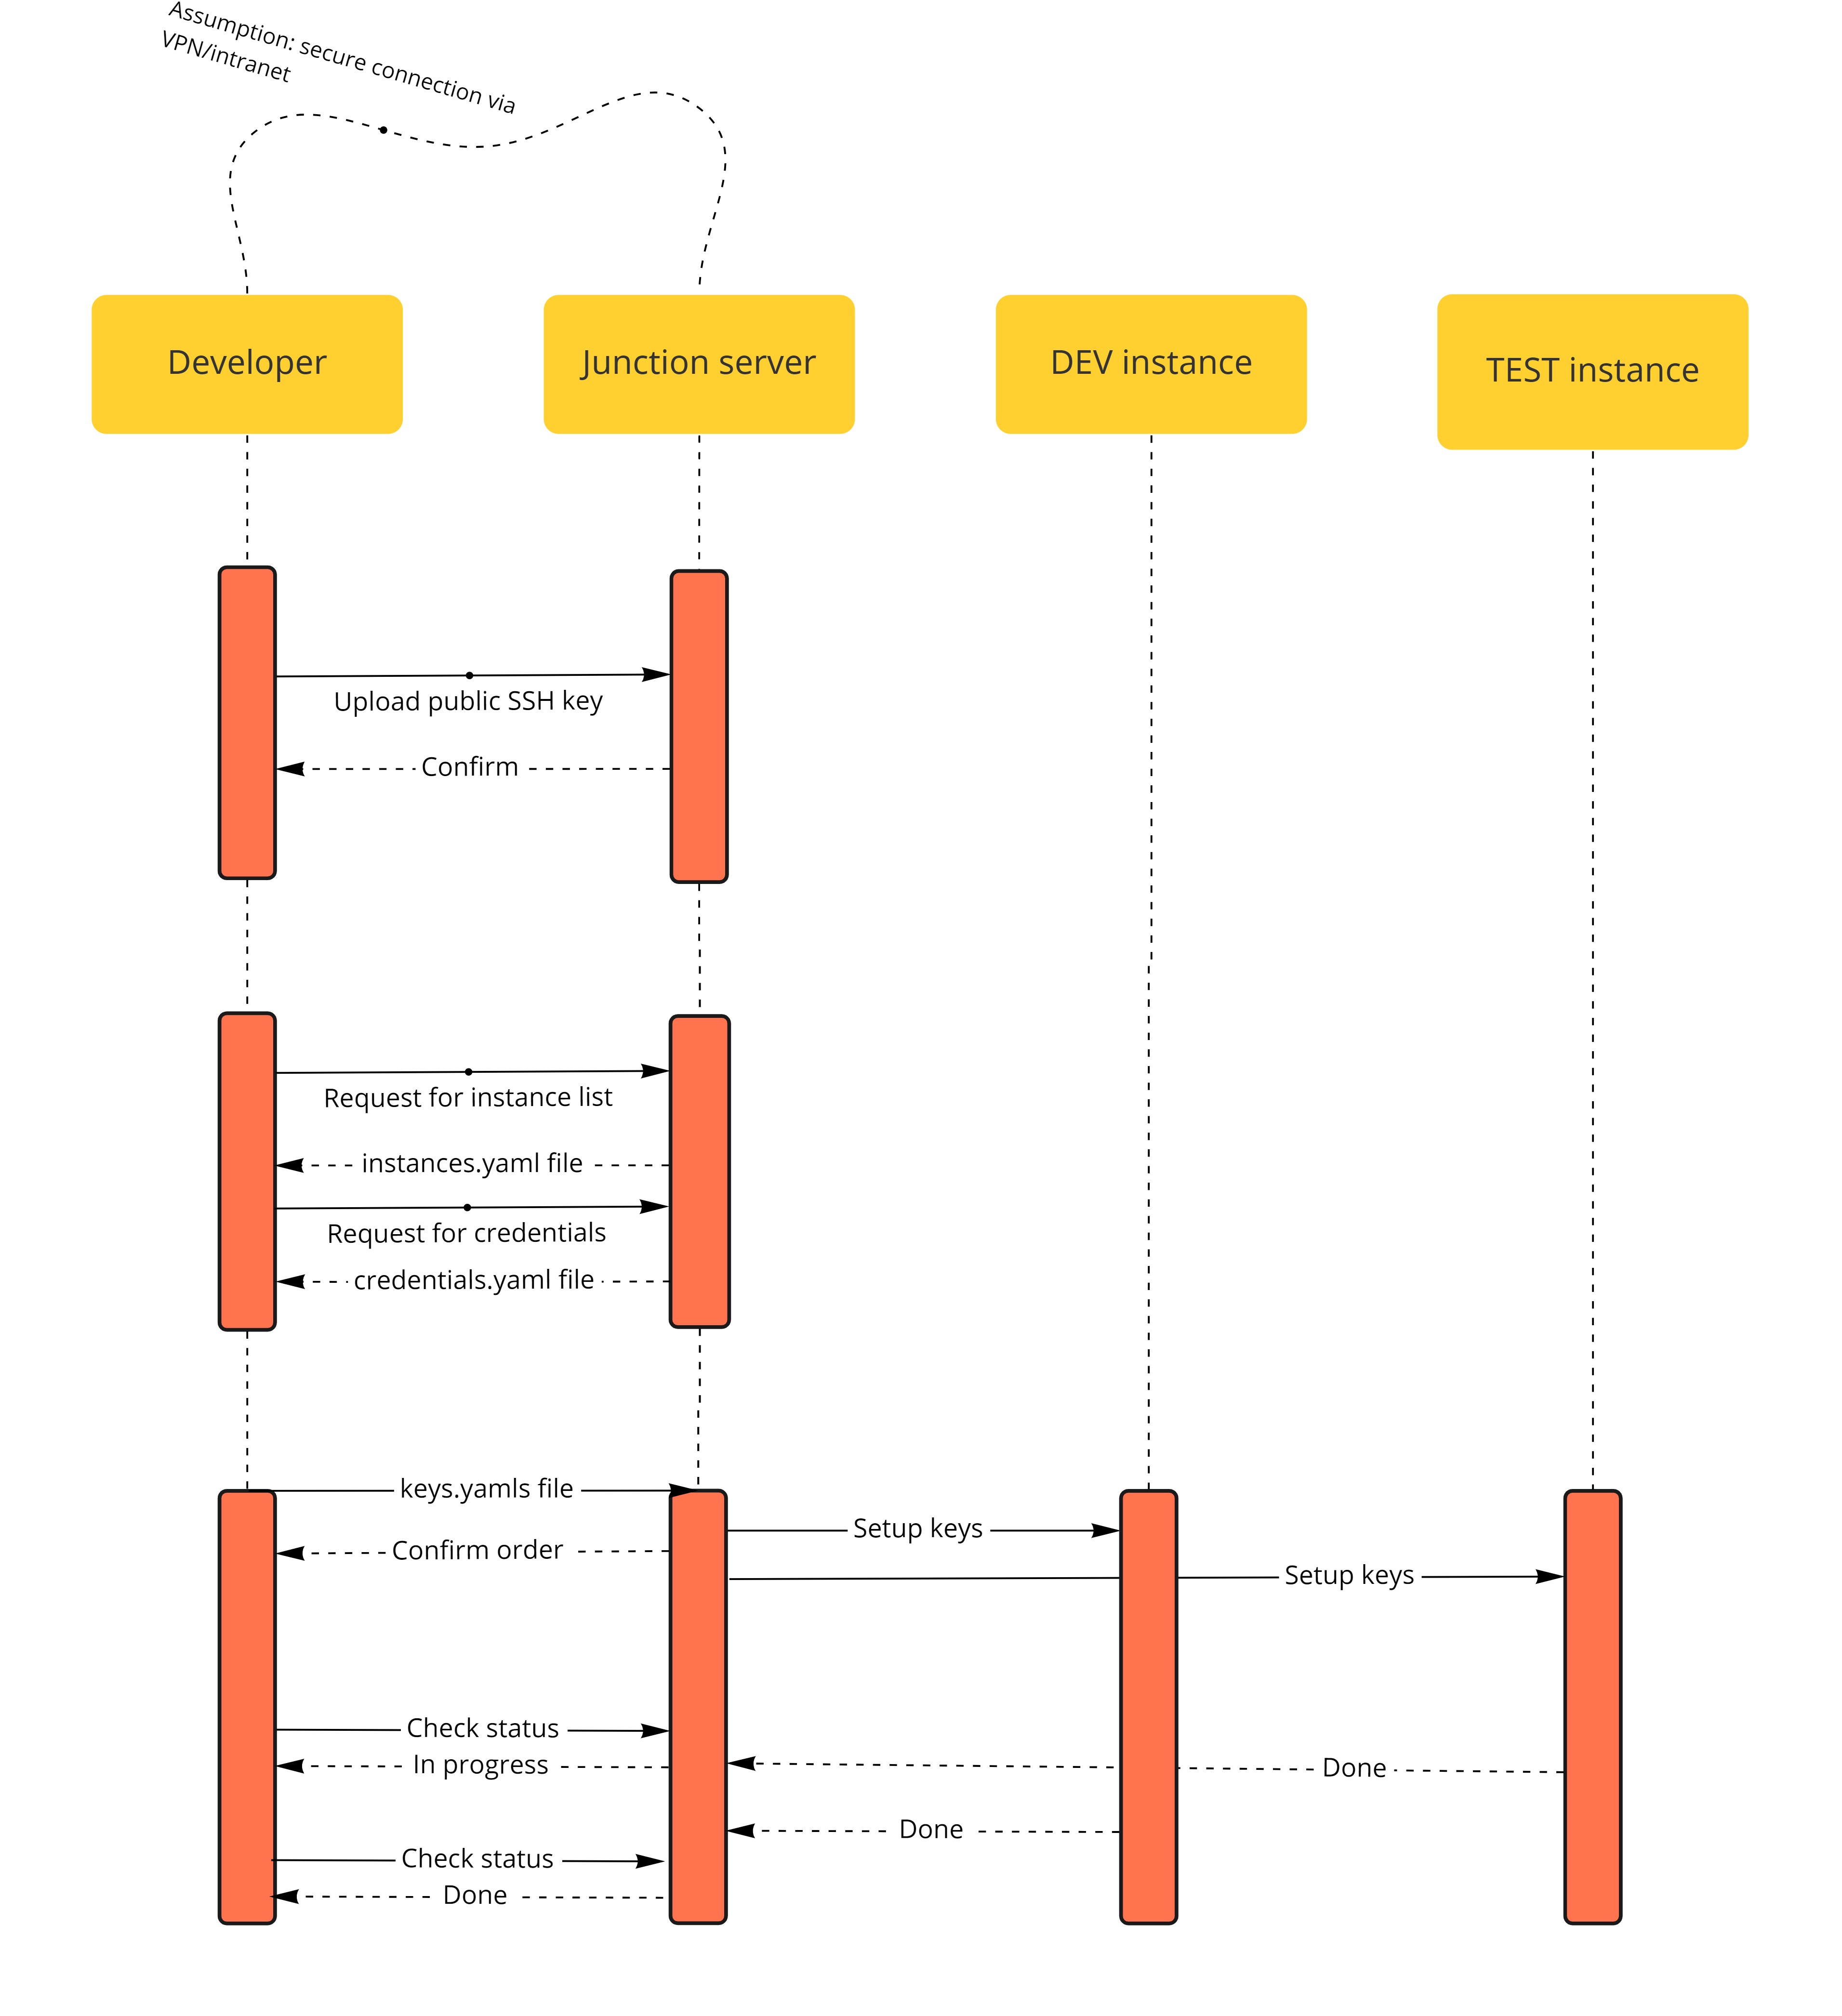 Assumption: secure connection via
VPN/intranet
Developer
Junction server
DEV instance
TEST instance
Upload public SSH key
Confirm
Request for instance list
instances.yaml file
Request for credentials
credentials.yaml file
keys.yamls file
Setup keys
Confirm order
Setup keys
Check status
In progress
Done
Done
Check status
Done